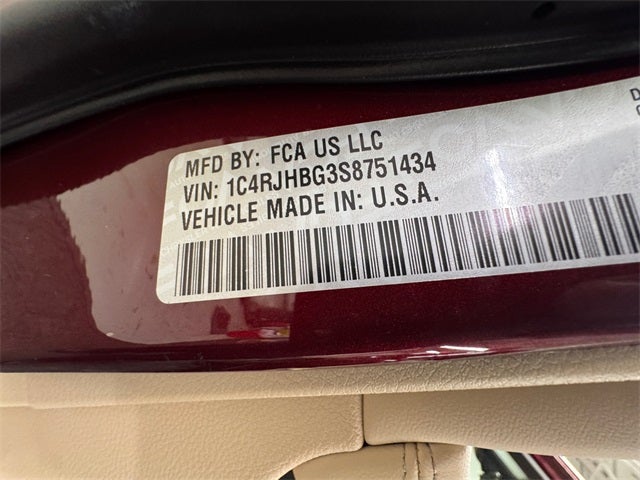 MFD BY: FCA US LLC
VIN: 1C4RJHBG3S8751434
VEHICLE MADE IN: U.S.A.